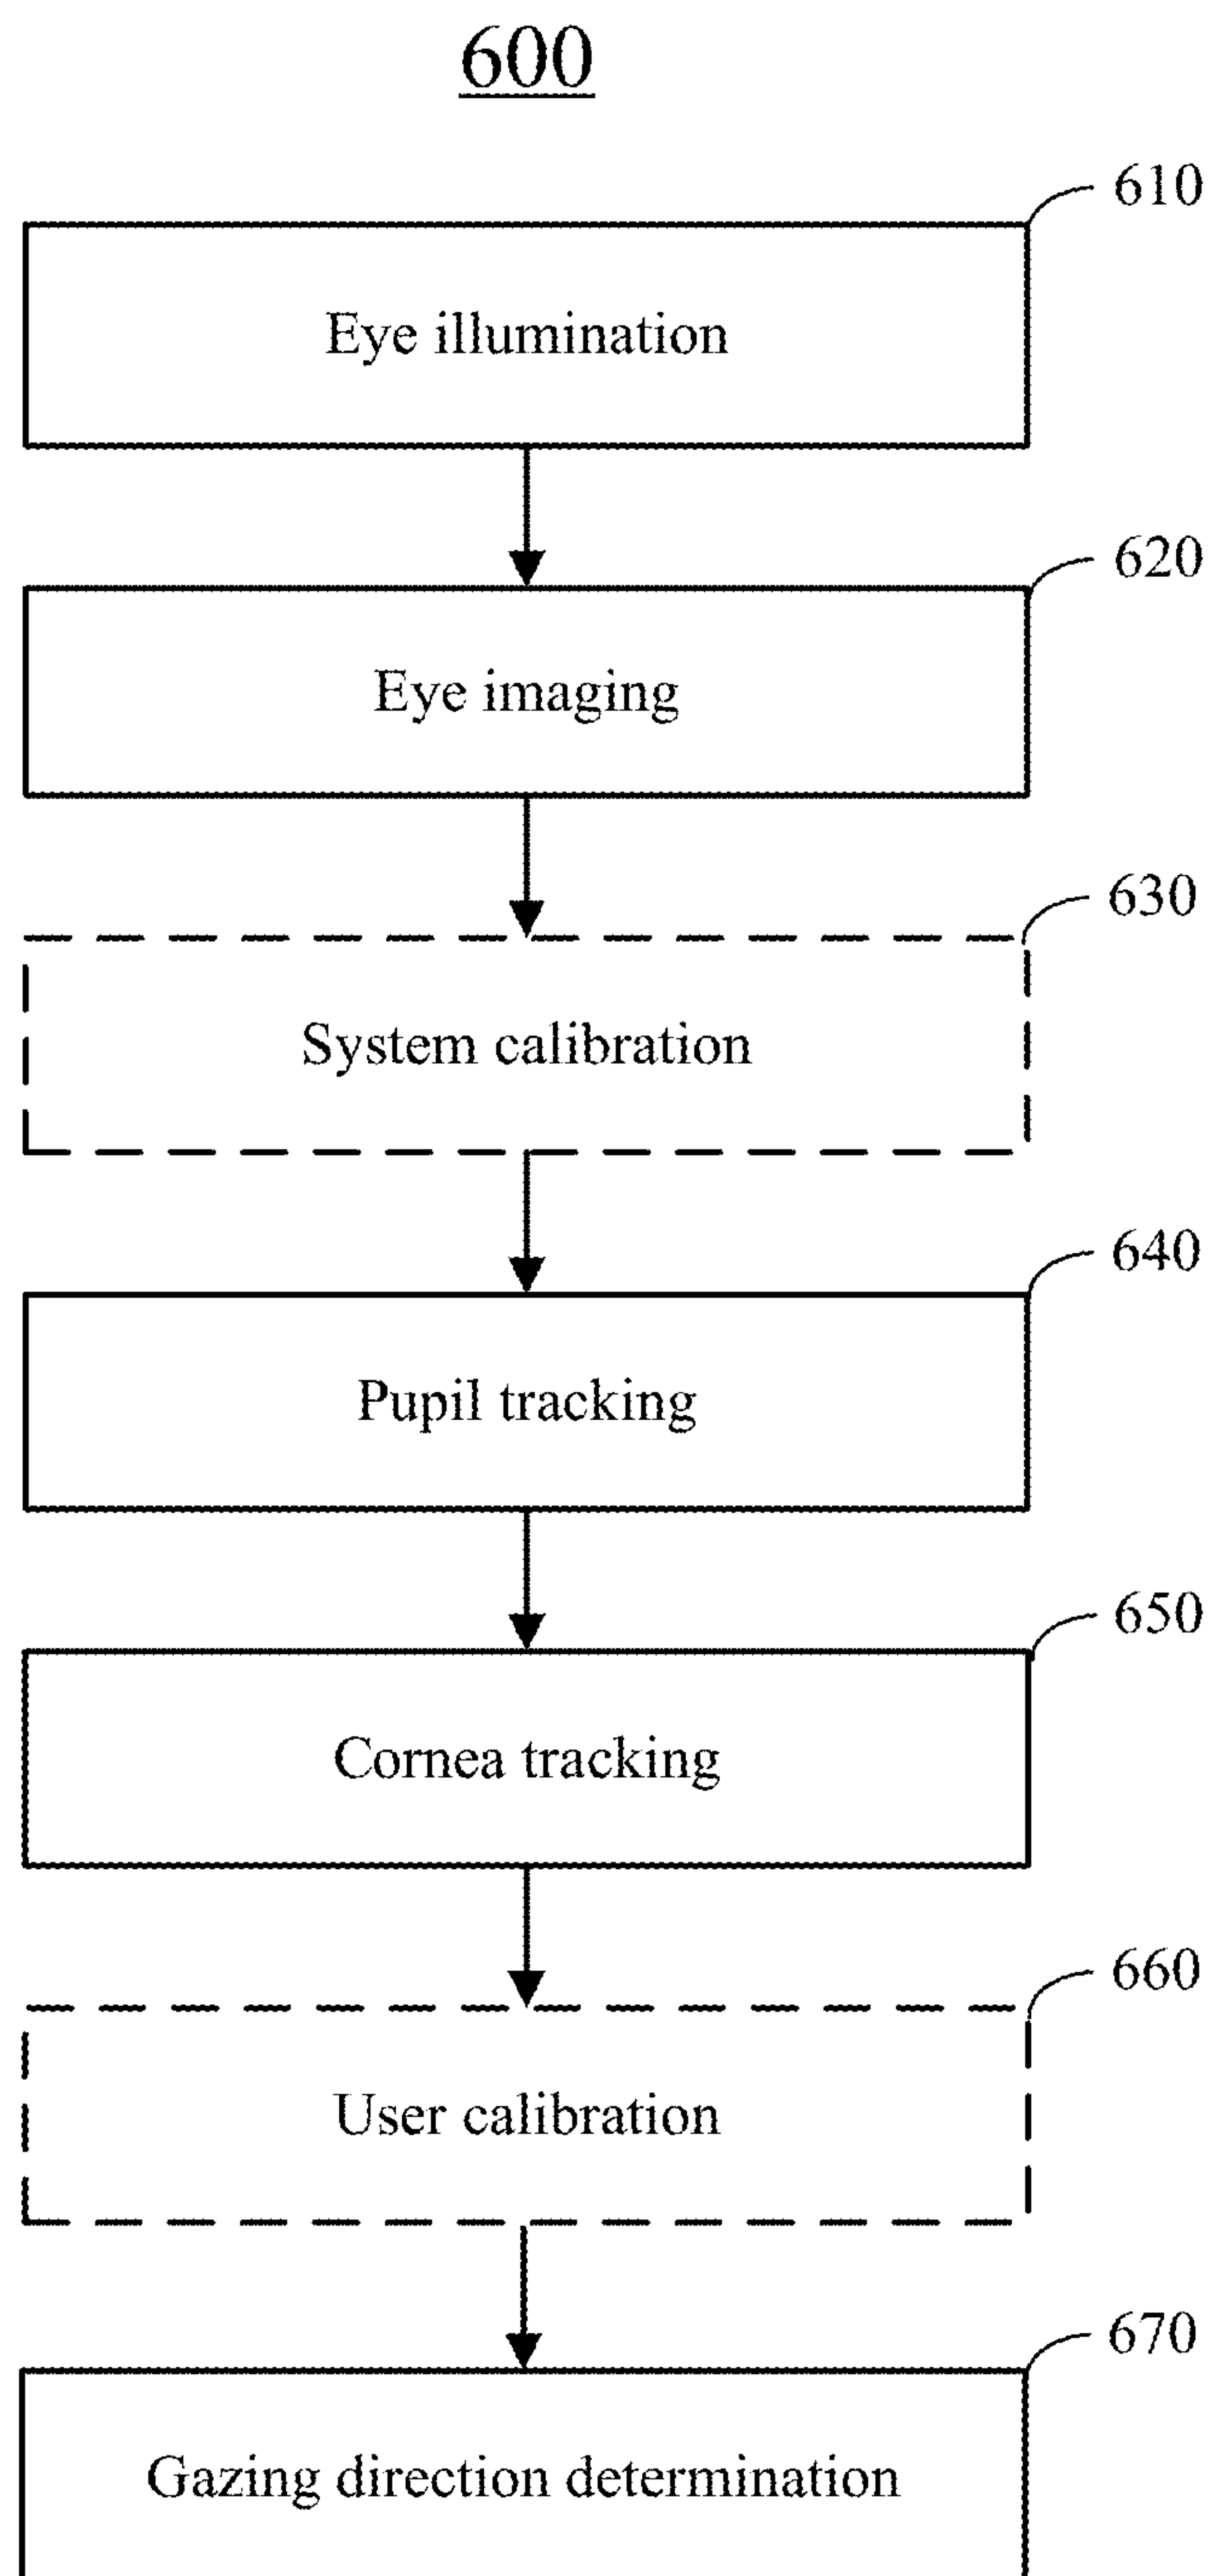 600
610
Eye illumination
620
Eye imaging
630
System calibration
640
Pupil tracking
650
Cornea tracking
660
User calibration
670
Gazing direction determination